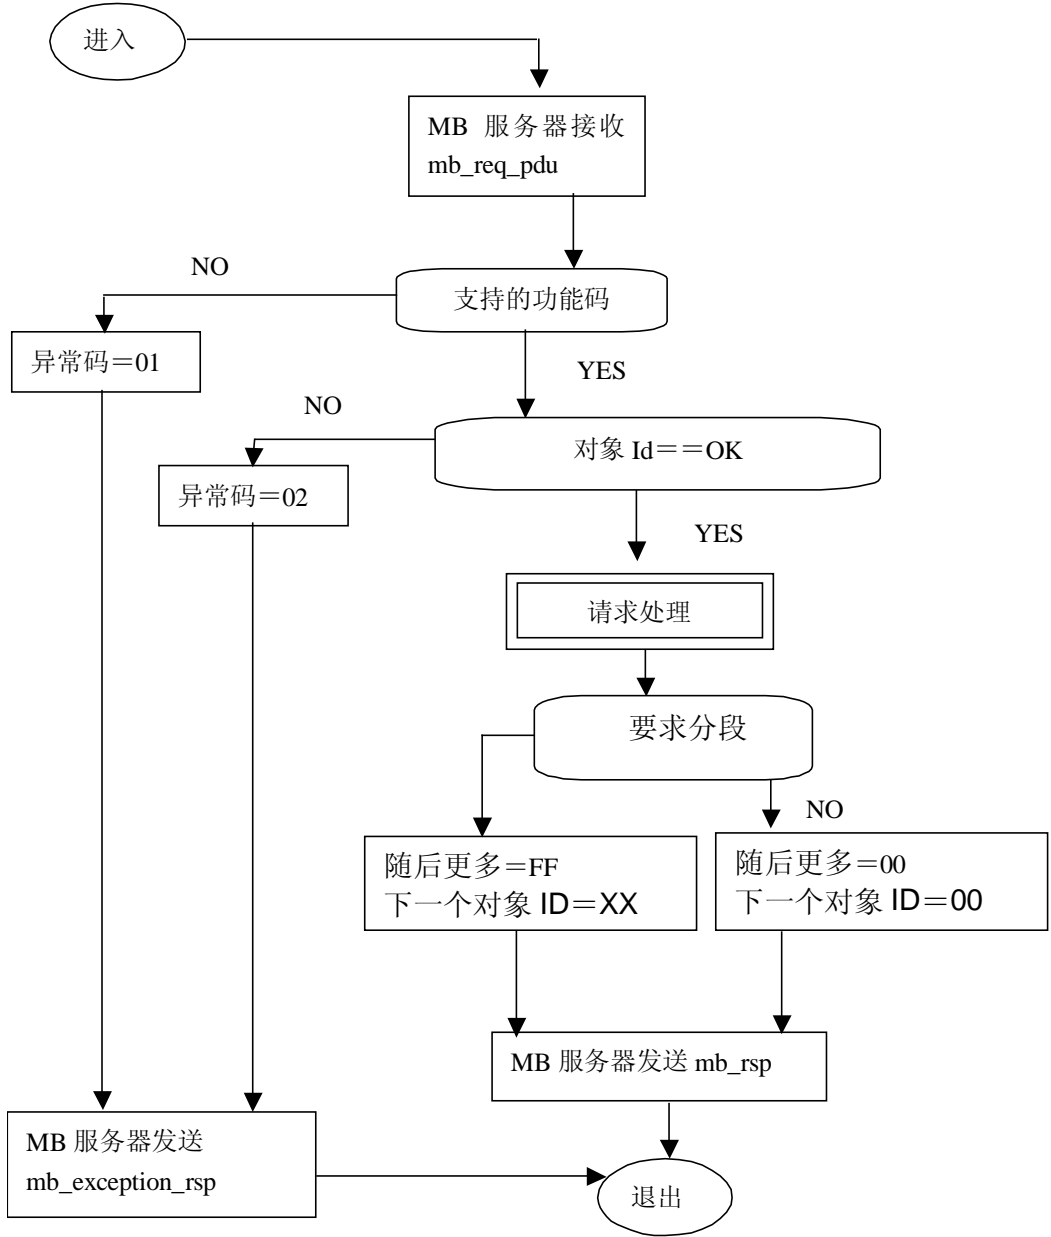 进入
MB 服务器接收
mb_req_pdu
NO
支持的功能码
异常码＝01
YES
NO
对象 Id＝＝OK
异常码＝02
YES
请求处理
要求分段
NO
随后更多＝FF
下一个对象 ID＝XX
随后更多＝00
下一个对象 ID＝00
MB 服务器发送 mb_rsp
MB 服务器发送
mb_exception_rsp
退出